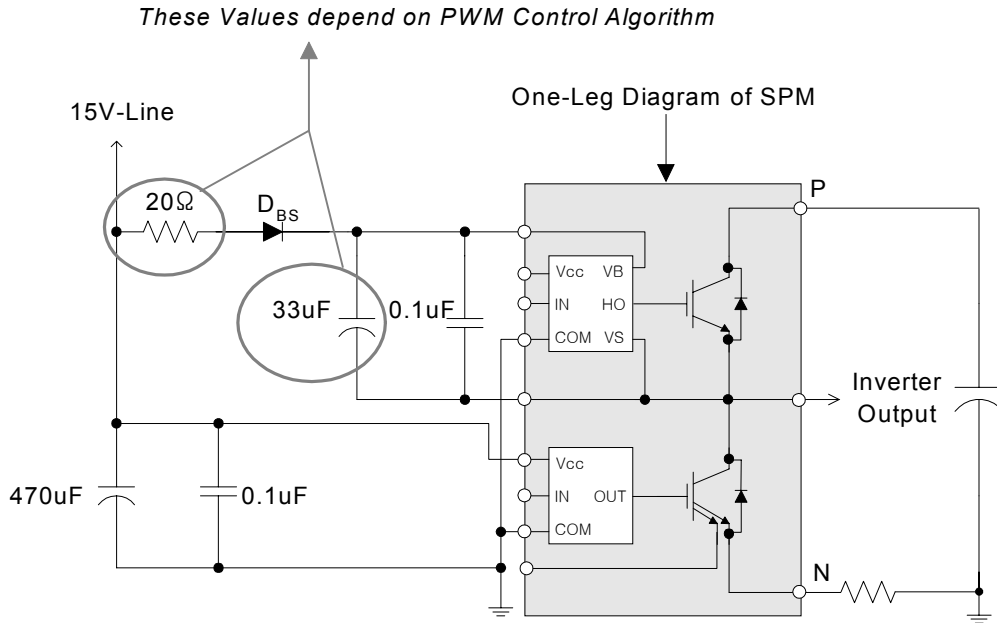 These Values depend on PWM Control Algorithm
One-Leg Diagram of SPM
15V-Line
P
20Ω
D_BS
Vcc VB
33uF
0.1uF
IN HO
COM VS
Inverter
Output
Vcc
470uF
0.1uF
IN OUT
COM
N